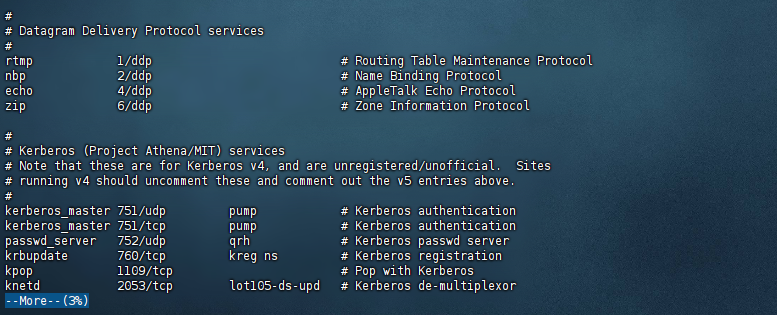 #
# Datagram Delivery Protocol services
#
rtmp            1/ddp                           # Routing Table Maintenance Protocol
nbp             2/ddp                           # Name Binding Protocol
echo            4/ddp                           # AppleTalk Echo Protocol
zip             6/ddp                           # Zone Information Protocol

#
# Kerberos (Project Athena/MIT) services
# Note that these are for Kerberos v4, and are unregistered/unofficial.  Sites
# running v4 should uncomment these and comment out the v5 entries above.
#
kerberos_master 751/udp         pump            # Kerberos authentication
kerberos_master 751/tcp         pump            # Kerberos authentication
passwd_server   752/udp         qrh             # Kerberos passwd server
krbupdate       760/tcp         kreg ns         # Kerberos registration
kpop            1109/tcp                        # Pop with Kerberos
knetd           2053/tcp        lot105-ds-upd   # Kerberos de-multiplexor
--More--(3%)